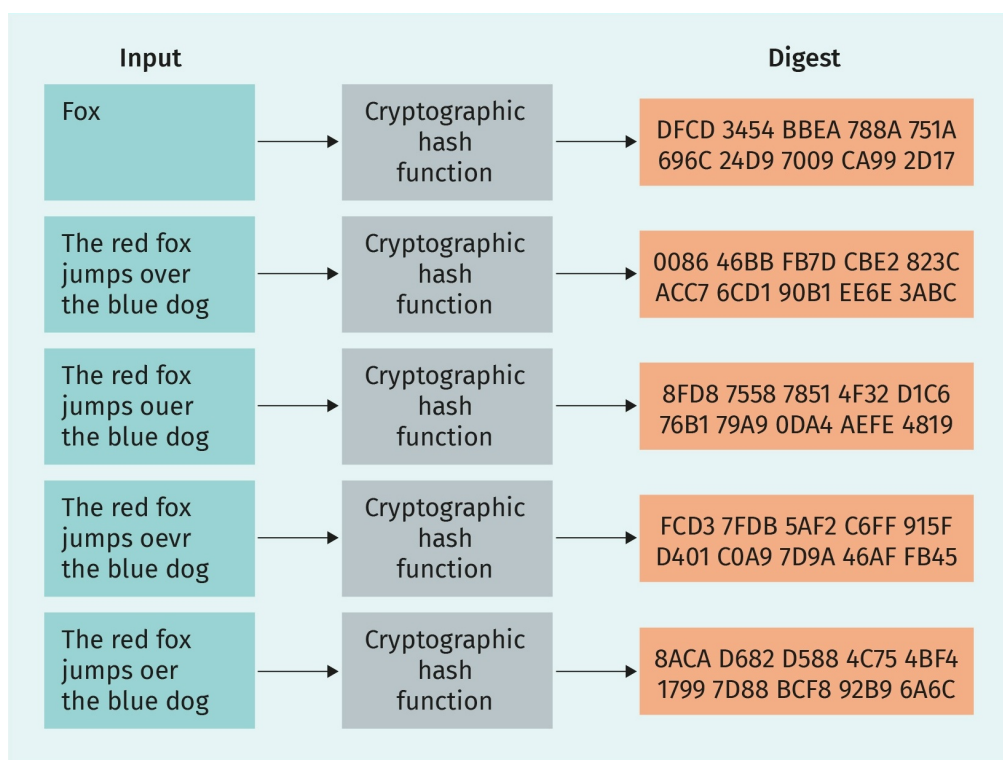 Input
Digest
Fox
Cryptographic
hash
function
DFCD 3454 BBEA 788A 751A
696C 24D9 7009 CA99 2D17
The red fox
jumps over
the blue dog
Cryptographic
hash
function
0086 46BB FB7D CBE2 823C
ACC7 6CD1 90B1 EE6E 3ABC
The red fox
jumps ouer
the blue dog
Cryptographic
hash
function
8FD8 7558 7851 4F32 D1C6
76B1 79A9 0DA4 AEFE 4819
The red fox
jumps oevr
the blue dog
Cryptographic
hash
function
FCD3 7FDB 5AF2 C6FF 915F
D401 C0A9 7D9A 46AF FB45
The red fox
jumps oer
the blue dog
Cryptographic
hash
function
8ACA D682 D588 4C75 4BF4
1799 7D88 BCF8 92B9 6A6C